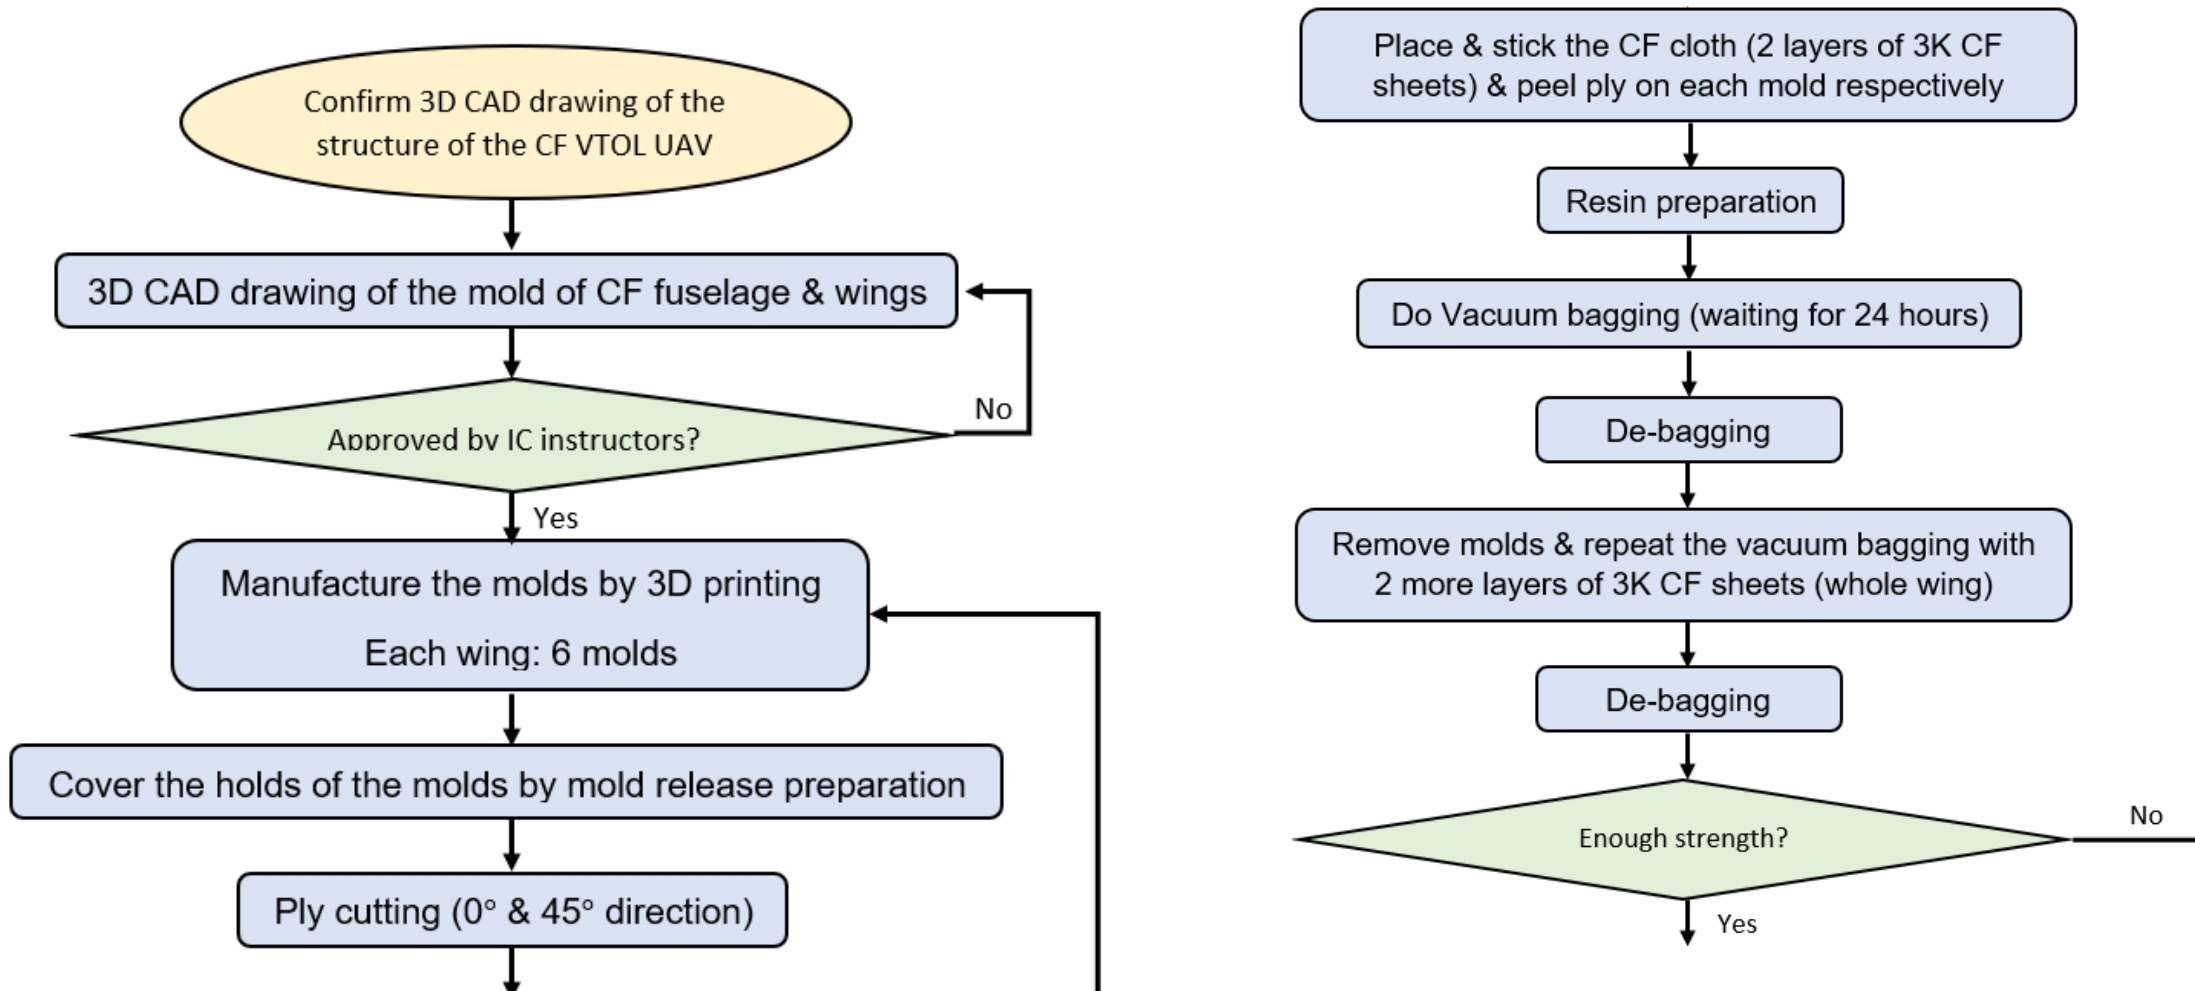 Confirm 3D CAD drawing of the
structure of the CF VTOL UAV
3D CAD drawing of the mold of CF fuselage & wings
No
Approved by IC instructors?
Yes
Manufacture the molds by 3D printing
Each wing: 6 molds
Cover the holds of the molds by mold release preparation
Ply cutting (0° & 45° direction)
Place & stick the CF cloth (2 layers of 3K CF
sheets) & peel ply on each mold respectively
Resin preparation
Do Vacuum bagging (waiting for 24 hours)
De-bagging
Remove molds & repeat the vacuum bagging with
2 more layers of 3K CF sheets (whole wing)
De-bagging
No
Enough strength?
Yes